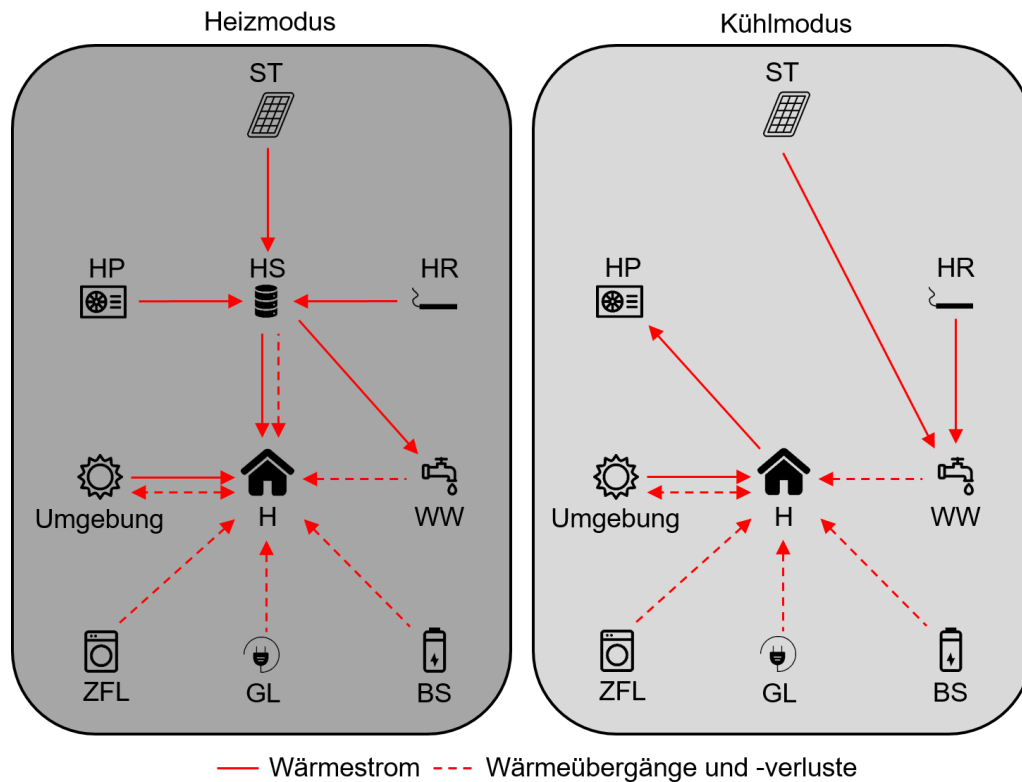 Heizmodus
ST
HP
HS
HR
Umgebung
H
WW
ZFL
GL
BS
Kühlmodus
ST
HP
HR
Umgebung
H
WW
ZFL
GL
BS
Wärmestrom
Wärmeübergänge und -verluste